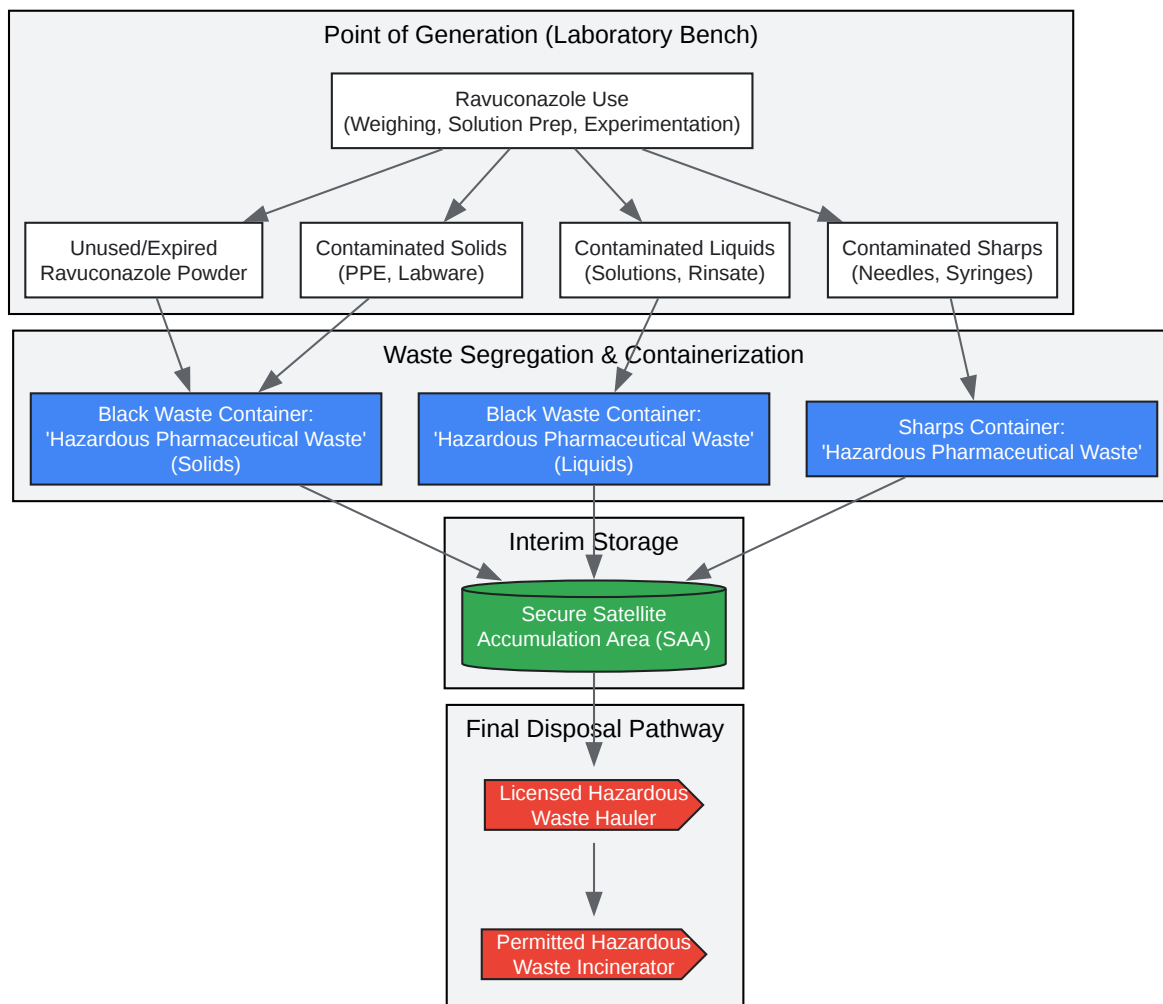 Point of Generation (Laboratory Bench)
Ravuconazole Use
(Weighing, Solution Prep, Experimentation)
Unused/Expired
Ravuconazole Powder
Contaminated Solids
(PPE, Labware)
Contaminated Liquids
(Solutions, Rinsate)
Contaminated Sharps
(Needles, Syringes)
Waste Segregation & Containerization
Black Waste Container:
'Hazardous Pharmaceutical Waste'
(Solids)
Black Waste Container:
'Hazardous Pharmaceutical Waste'
(Liquids)
Sharps Container:
'Hazardous Pharmaceutical Waste'
Interim Storage
Secure Satellite
Accumulation Area (SAA)
Final Disposal Pathway
Licensed Hazardous
Waste Hauler
Permitted Hazardous
Waste Incinerator